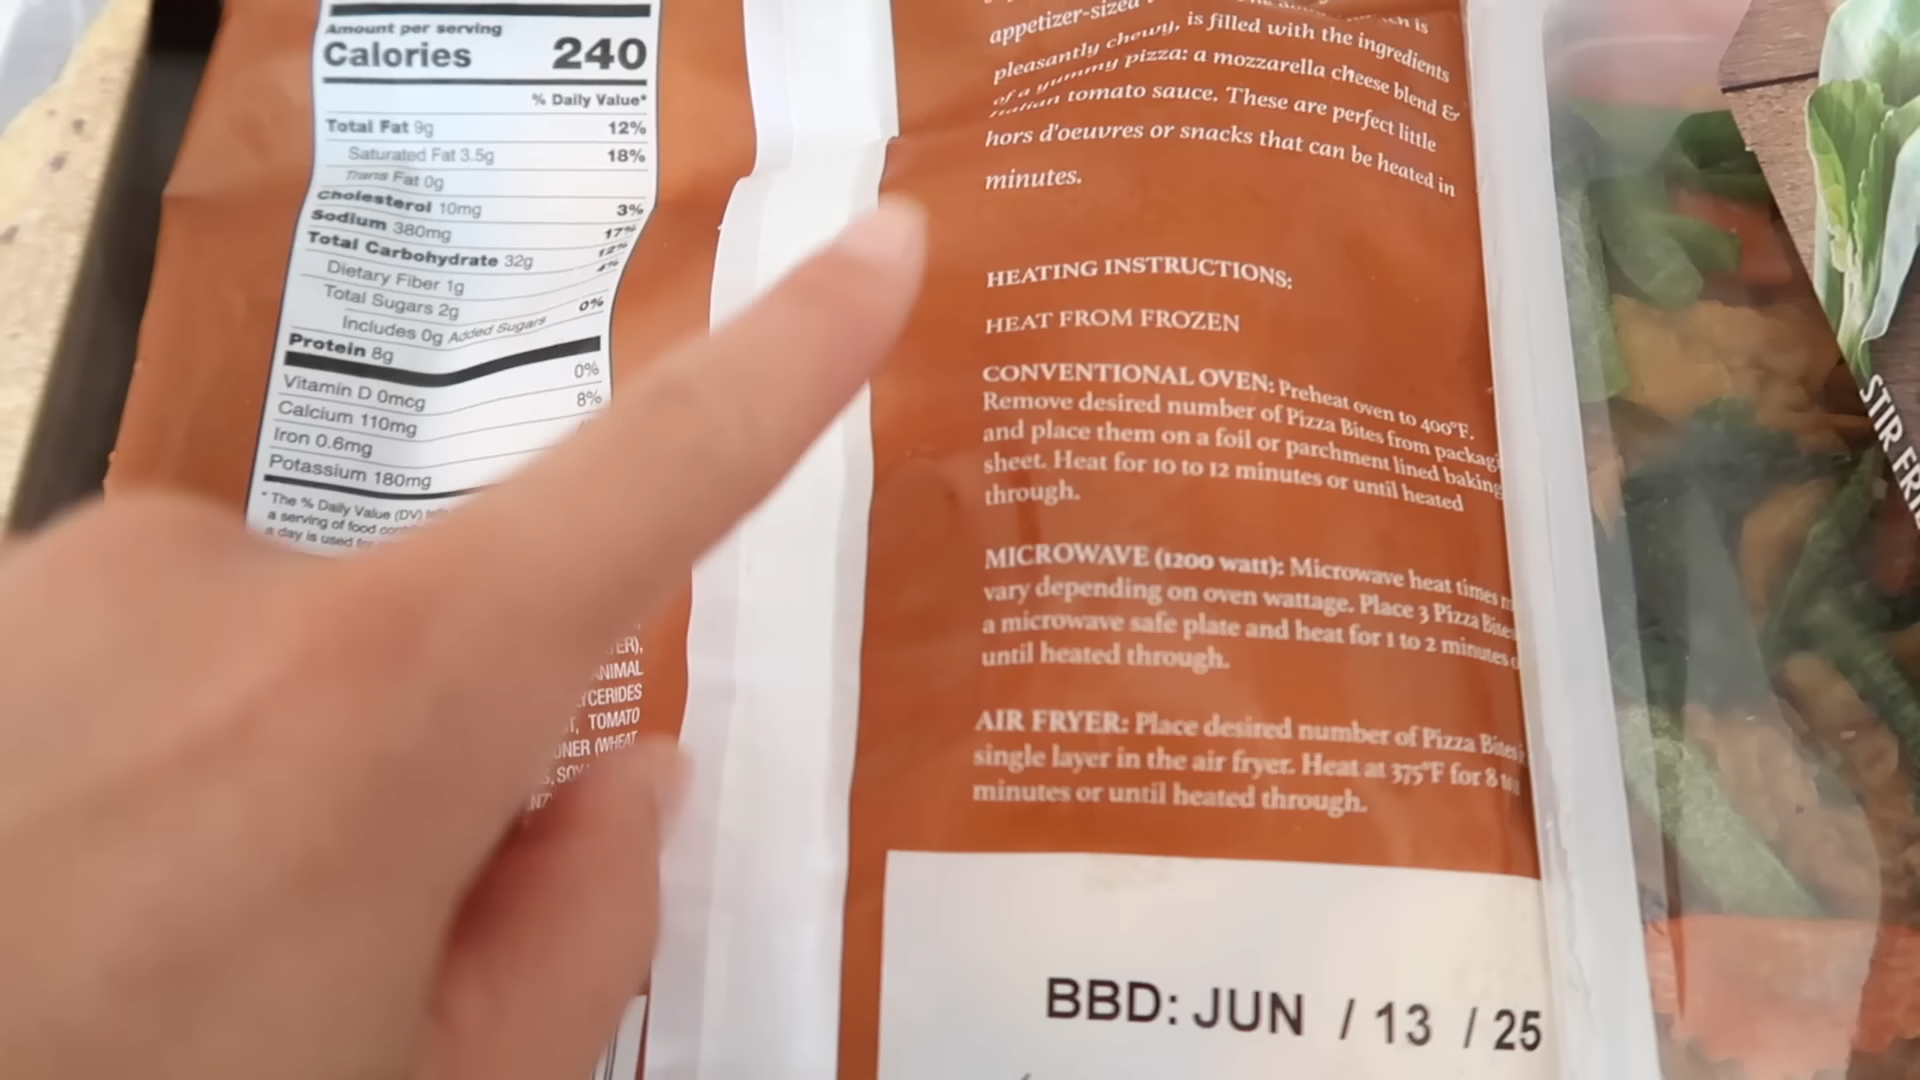 Amount per serving
Calories 240
% Daily Value*
Total Fat 9g 12%
Saturated Fat 3.5g 18%
Trans Fat 0g
Cholesterol 10mg 3%
Sodium 380mg 17%
Total Carbohydrate 32g 12%
Dietary Fiber 1g 4%
Total Sugars 2g
Includes 0g Added Sugars 0%
Protein 8g
Vitamin D 0mcg 0%
Calcium 110mg 8%
Iron 0.6mg
Potassium 180mg
* The % Daily Value (DV)
a serving of food
a day is used
ER),
ANIMAL
YCERIDES
TOMATO
(WHEAT
appetizer-sized
pleasantly chewy, is filled with the ingredients
of a yummy pizza: a mozzarella cheese blend &
Italian tomato sauce. These are perfect little
hors d'oeuvres or snacks that can be heated in
minutes.
HEATING INSTRUCTIONS:
HEAT FROM FROZEN
CONVENTIONAL OVEN: Preheat oven to 400°F.
Remove desired number of Pizza Bites from packag
and place them on a foil or parchment lined baking
sheet. Heat for 10 to 12 minutes or until heated
through.
MICROWAVE (1200 watt): Microwave heat times
vary depending on oven wattage. Place 3 Pizza Bites
a microwave safe plate and heat for 1 to 2 minutes
until heated through.
AIR FRYER: Place desired number of Pizza Bites
single layer in the air fryer. Heat at 375°F for 8
minutes or until heated through.
BBD: JUN / 13 / 25
STIR FRIE